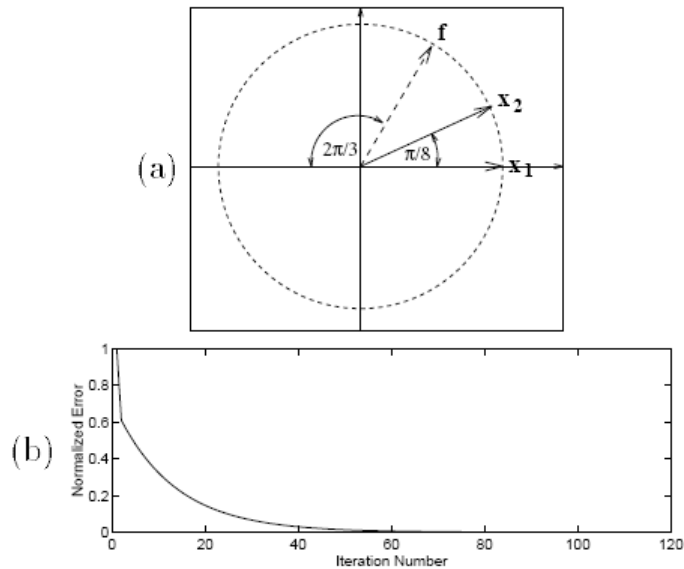 (a)
f
x2
2π/3
π/8
x1
(b)
Normalized Error
1
0.8
0.6
0.4
0.2
0
0 20 40 60 80 100 120
Iteration Number